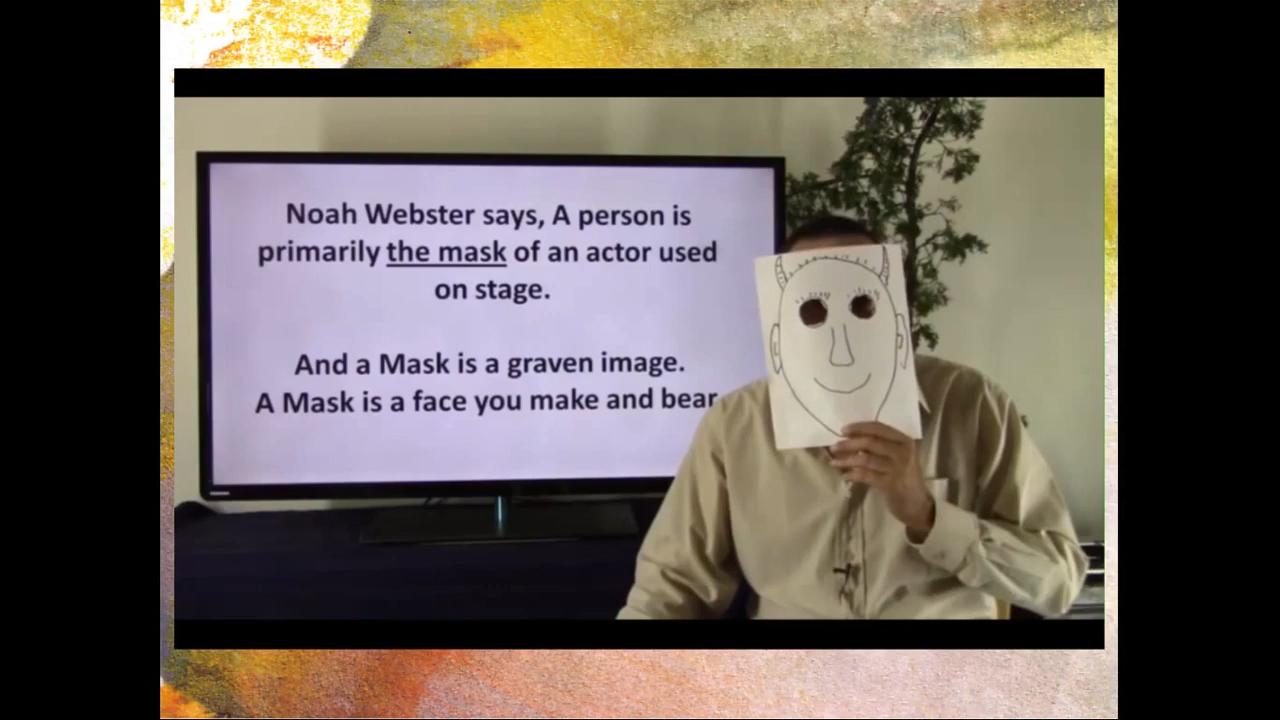 Noah Webster says, A person is
primarily the mask of an actor used
on stage.
And a Mask is a graven image.
A Mask is a face you make and bear